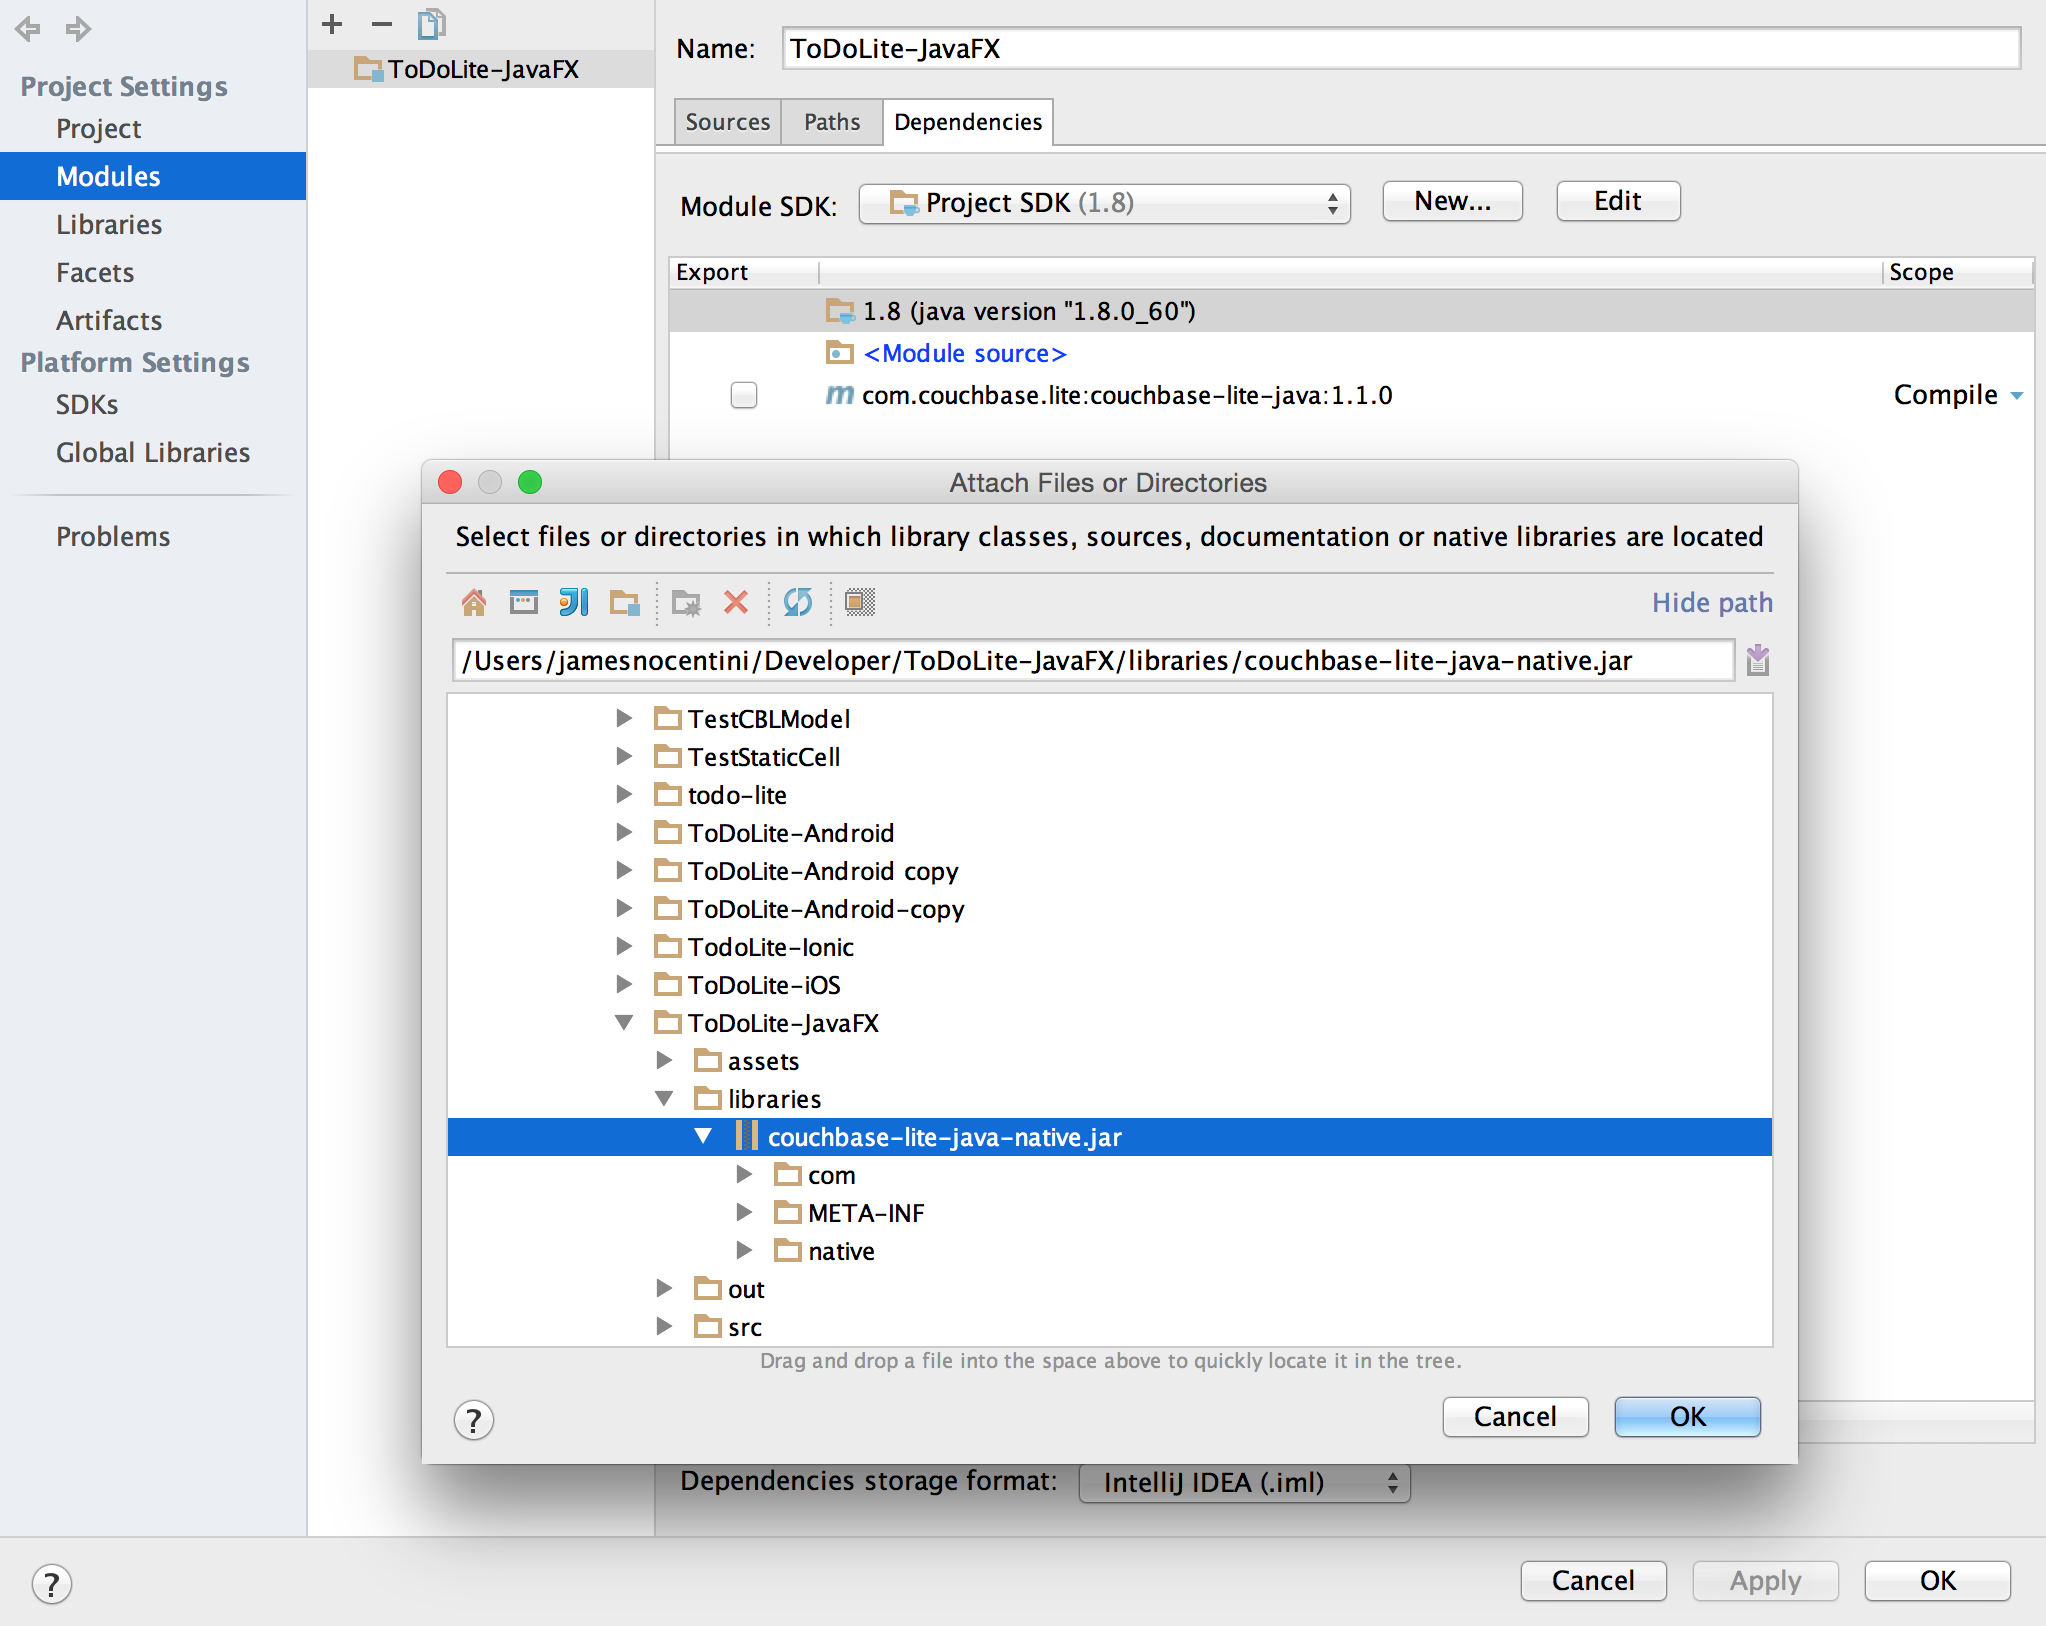 Project Settings
Project
Modules
Libraries
Facets
Artifacts
Platform Settings
SDKs
Global Libraries
Problems
ToDoLite-JavaFX
Name: ToDoLite-JavaFX
Sources Paths Dependencies
Module SDK: Project SDK (1.8) New... Edit
Export Scope
1.8 (java version "1.8.0_60")
<Module source>
m com.couchbase.lite:couchbase-lite-java:1.1.0 Compile
Attach Files or Directories
Select files or directories in which library classes, sources, documentation or native libraries are located
Hide path
/Users/jamesnocentini/Developer/ToDoLite-JavaFX/libraries/couchbase-lite-java-native.jar
TestCBLModel
TestStaticCell
todo-lite
ToDoLite-Android
ToDoLite-Android copy
ToDoLite-Android-copy
TodoLite-Ionic
ToDoLite-iOS
ToDoLite-JavaFX
assets
libraries
couchbase-lite-java-native.jar
com
META-INF
native
out
src
Drag and drop a file into the space above to quickly locate it in the tree.
? Cancel OK
Dependencies storage format: IntelliJ IDEA (.iml)
? Cancel Apply OK